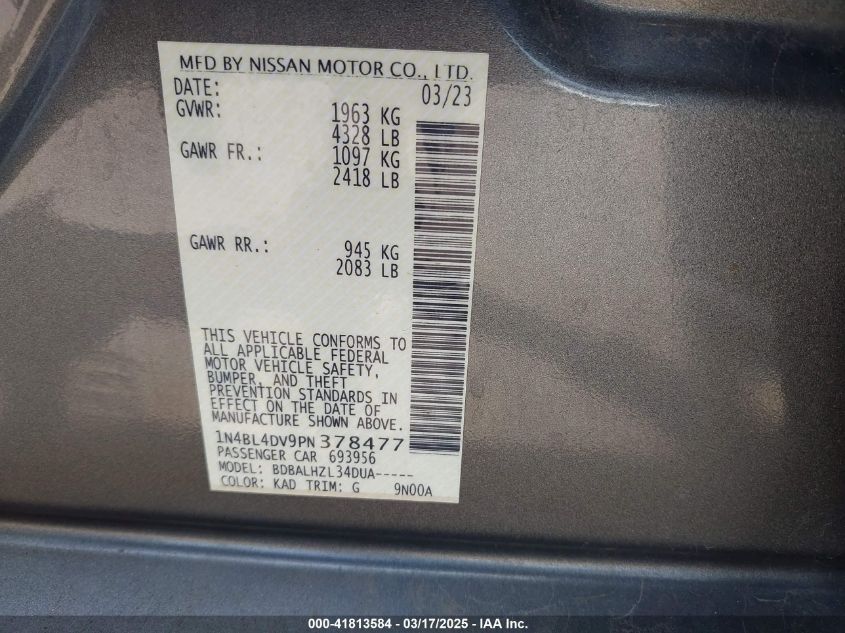 MFD BY NISSAN MOTOR CO., LTD.
DATE: 03/23
GVWR: 1963 KG
4328 LB
GAWR FR.: 1097 KG
2418 LB
GAWR RR.: 945 KG
2083 LB
THIS VEHICLE CONFORMS TO
ALL APPLICABLE FEDERAL
MOTOR VEHICLE SAFETY,
BUMPER, AND THEFT
PREVENTION STANDARDS IN
EFFECT ON THE DATE OF
MANUFACTURE SHOWN ABOVE.
1N4BL4DV9PN378477
PASSENGER CAR 693956
MODEL: BDBALHZL34DUA-----
COLOR: KAD TRIM: G 9N00A
000-41813584 - 03/17/2025 - IAA Inc.